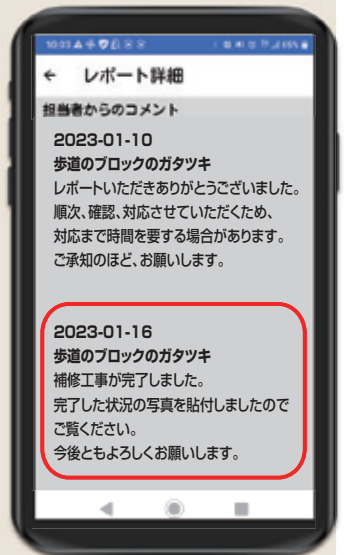 10:03
← レポート詳細
担当者からのコメント
2023-01-10
歩道のブロックのガタツキ
レポートいただきありがとうございました。
順次、確認、対応させていただくため、
対応まで時間を要する場合があります。
ご承知のほど、お願いします。
2023-01-16
歩道のブロックのガタツキ
補修工事が完了しました。
完了した状況の写真を貼付しましたので
ご覧ください。
今後ともよろしくお願いします。